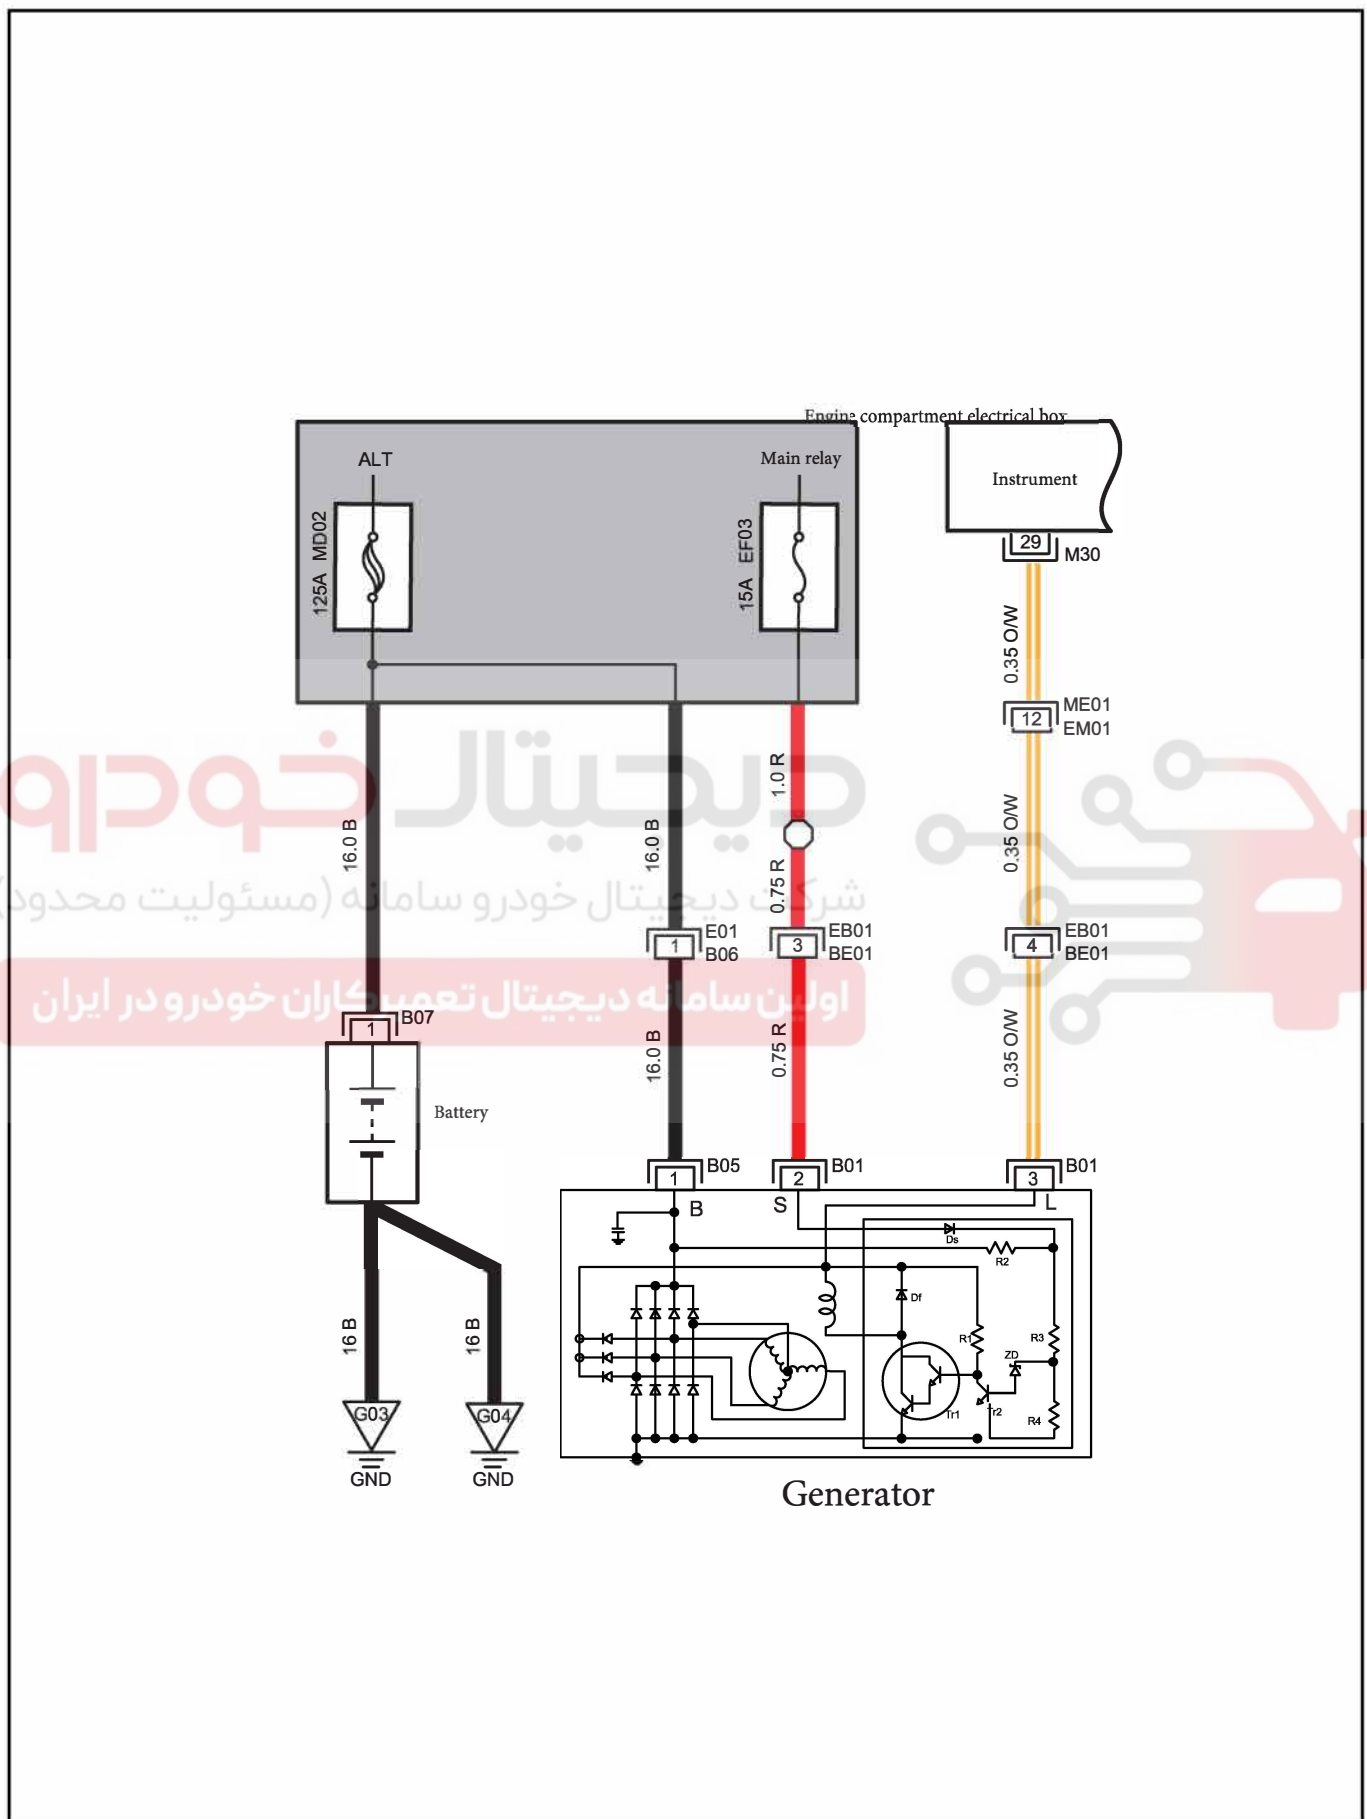 Engine compartment electrical box
ALT
Main relay
Instrument
125A MD02
15A EF03
29
M30
0.35 O/W
12
ME01
EM01
دیجیتال خودرو
1.0 R
16.0 B
16.0 B
0.35 O/W
0.75 R
شرکت دیجیتال خودرو سامانه (مسئولیت محدود)
1
E01
B06
3
EB01
BE01
4
EB01
BE01
اولین سامانه دیجیتال تعمیرکاران خودرو در ایران
1
B07
16.0 B
0.75 R
0.35 O/W
Battery
1
B05
2
B01
3
B01
B
S
L
Ds
R2
Df
R1
R3
ZD
Tr1
Tr2
R4
16 B
16 B
G03
G04
GND
GND
Generator